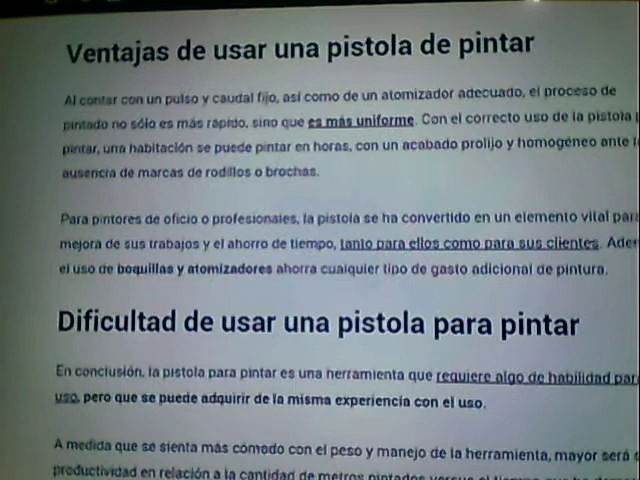 Ventajas de usar una pistola de pintar
Al contar con un pulso y caudal fijo, así como de un atomizador adecuado, el proceso de
pintado no sólo es más rápido, sino que es más uniforme. Con el correcto uso de la pistola
pintar, una habitación se puede pintar en horas, con un acabado prolijo y homogéneo ante
ausencia de marcas de rodillos o brochas.
Para pintores de oficio o profesionales, la pistola se ha convertido en un elemento vital
mejora de sus trabajos y el ahorro de tiempo, tanto para ellos como para sus clientes.
el uso de boquillas y atomizadores ahorra cualquier tipo de gasto adicional de pintura.
Dificultad de usar una pistola para pintar
En conclusión, la pistola para pintar es una herramienta que requiere algo de habilidad
uso, pero que se puede adquirir de la misma experiencia con el uso.
A medida que se sienta más cómodo con el peso y manejo de la herramienta, mayor será
productividad en relación a la cantidad de metros pintados versus el tiempo